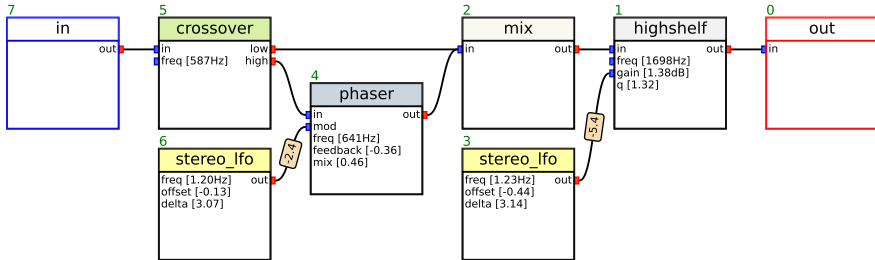 7
in
out
5
crossover
in
freq [587Hz]
low
high
6
stereo_lfo
freq [1.20Hz]
offset [-0.13]
delta [3.07]
out
-2.4
4
phaser
in
mod
freq [641Hz]
feedback [-0.36]
mix [0.46]
out
2
mix
in
out
3
stereo_lfo
freq [1.23Hz]
offset [-0.44]
delta [3.14]
out
-5.4
1
highshelf
in
freq [1698Hz]
gain [1.38dB]
q [1.32]
out
0
out
in